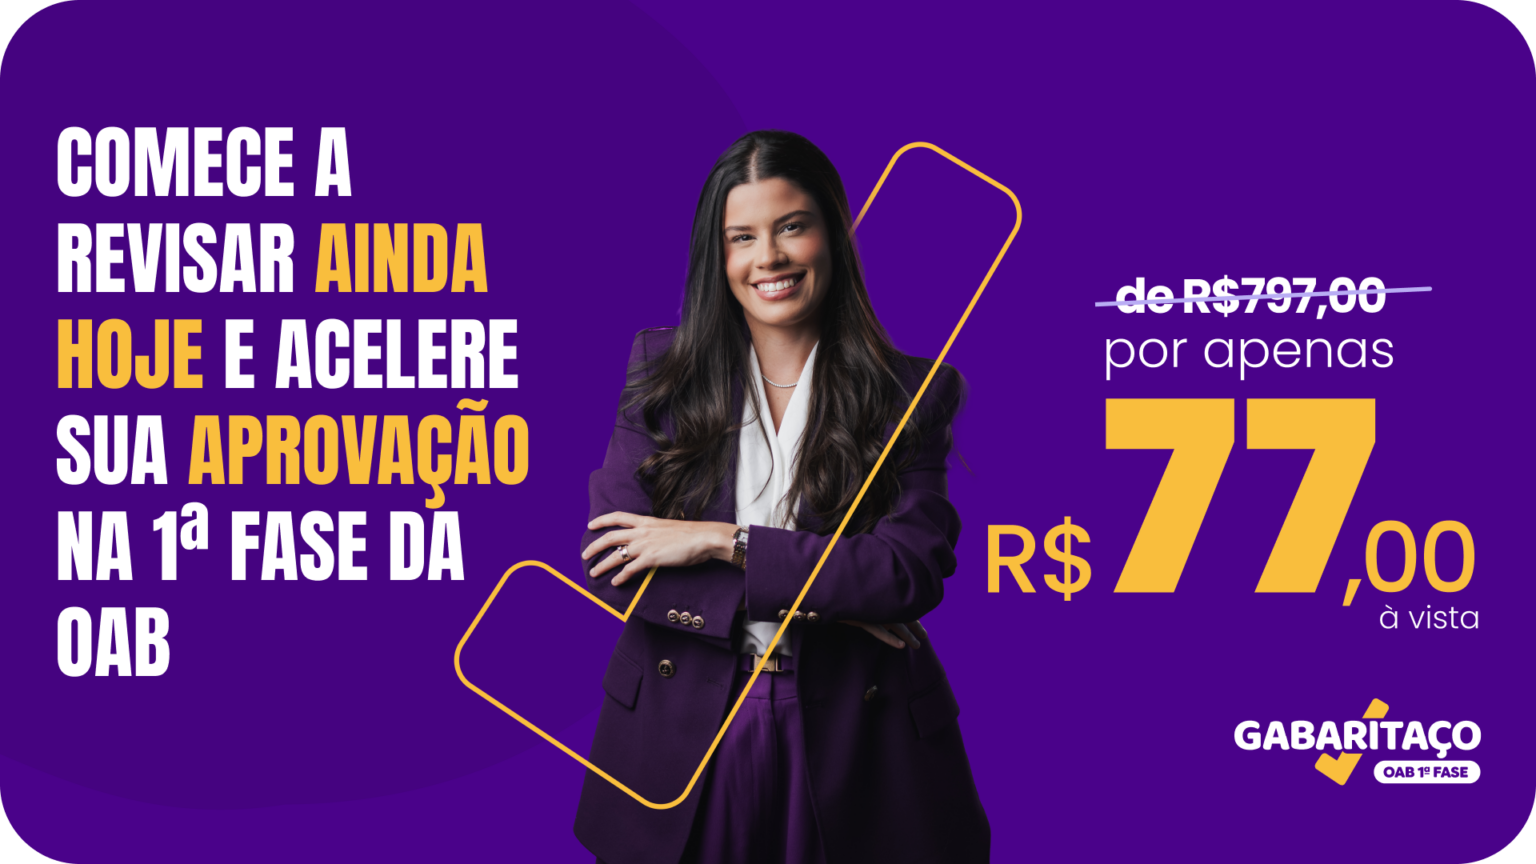 COMECE A
REVISAR AINDA
HOJE E ACELERE
SUA APROVAÇÃO
NA 1ª FASE DA
OAB
de R$797,00
por apenas
R$77,00
à vista
GABARITAÇO
OAB 1º FASE